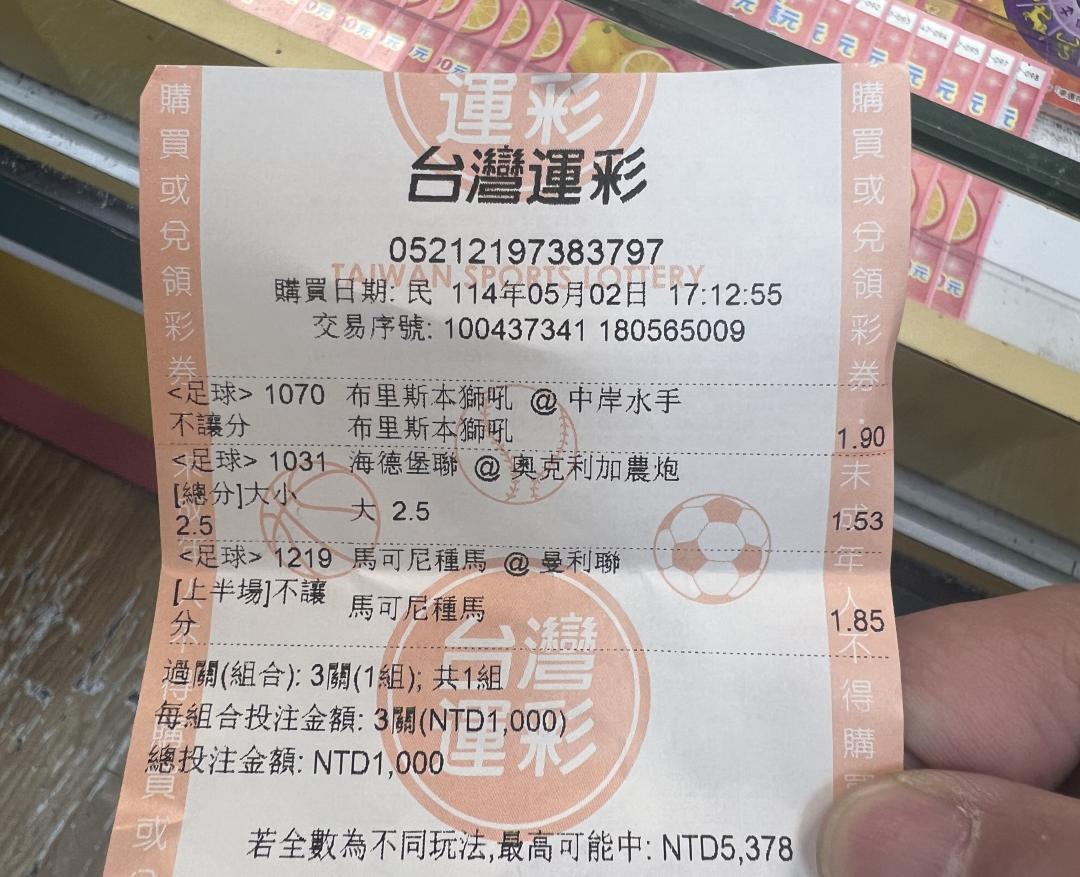 運彩
台灣運彩
05212197383797
TAIWAN SPORTS LOTTERY
購買日期: 民 114年05月02日 17:12:55
交易序號: 100437341 180565009
<足球> 1070 布里斯本獅吼 @ 中岸水手
不讓分 布里斯本獅吼 1.90
<足球> 1031 海德堡聯 @ 奧克利加農炮
[總分]大小 大 2.5
2.5 1.53
<足球> 1219 馬可尼種馬 @ 曼利聯
[上半場]不讓 馬可尼種馬
分 1.85
台灣
運彩
過關(組合): 3關(1組); 共1組
每組合投注金額: 3關(NTD1,000)
總投注金額: NTD1,000
若全數為不同玩法,最高可能中: NTD5,378
購買或兌領彩券
購買或兌領彩券.未成年人不得購買